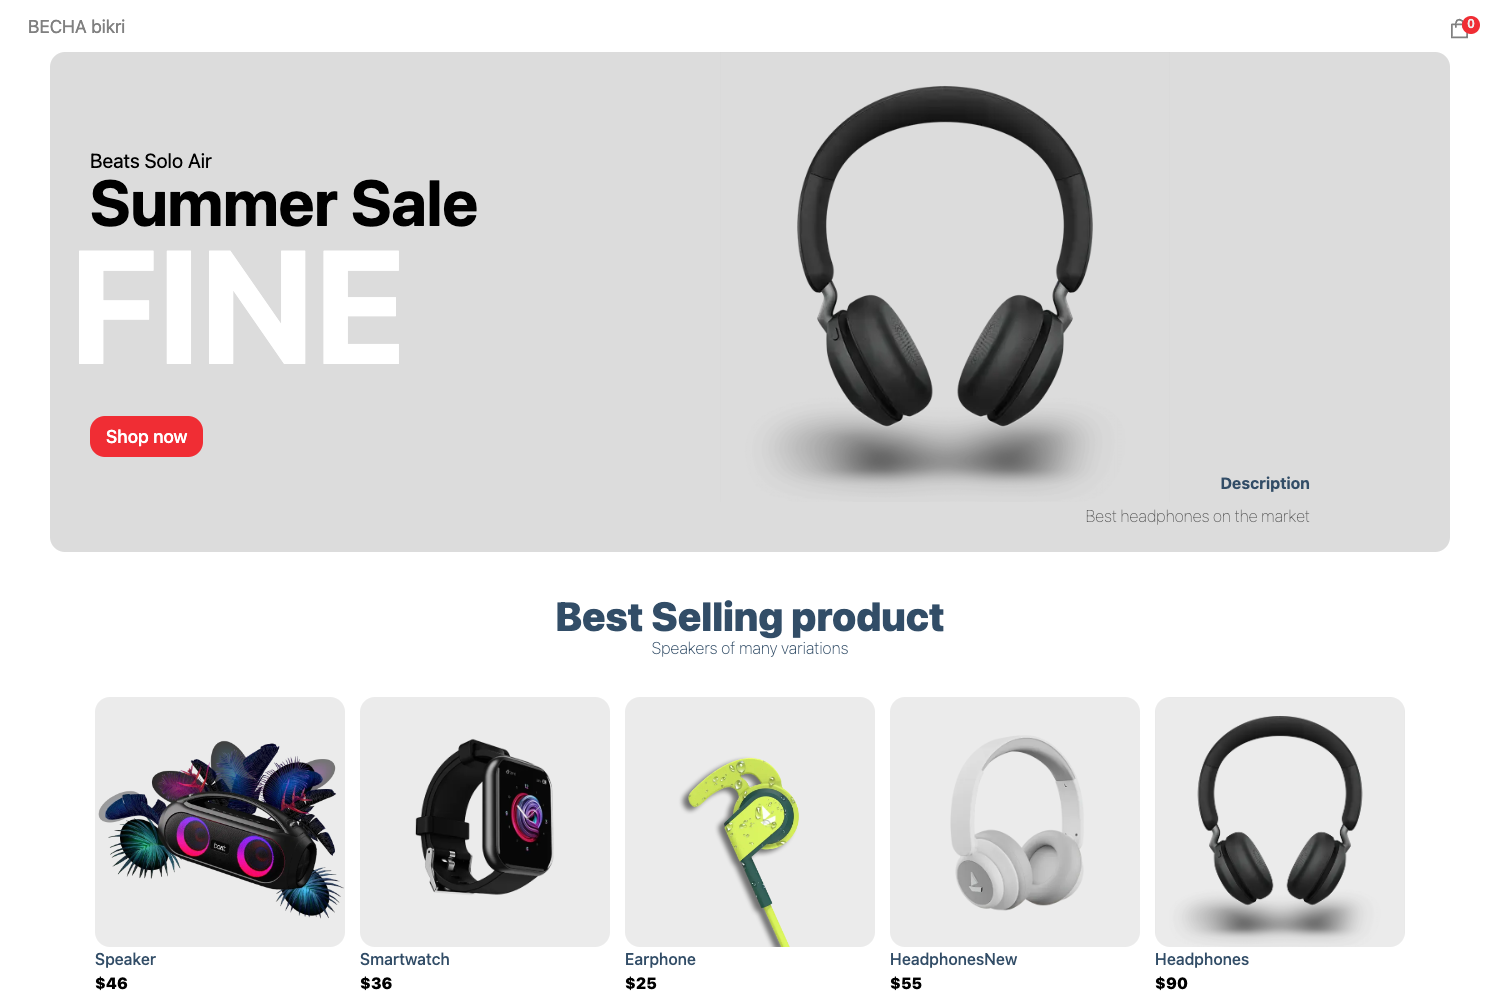 BECHA bikri
0
Beats Solo Air
Summer Sale
FINE
Shop now
Description
Best headphones on the market
Best Selling product
Speakers of many variations
Speaker
$46
Smartwatch
$36
Earphone
$25
HeadphonesNew
$55
Headphones
$90